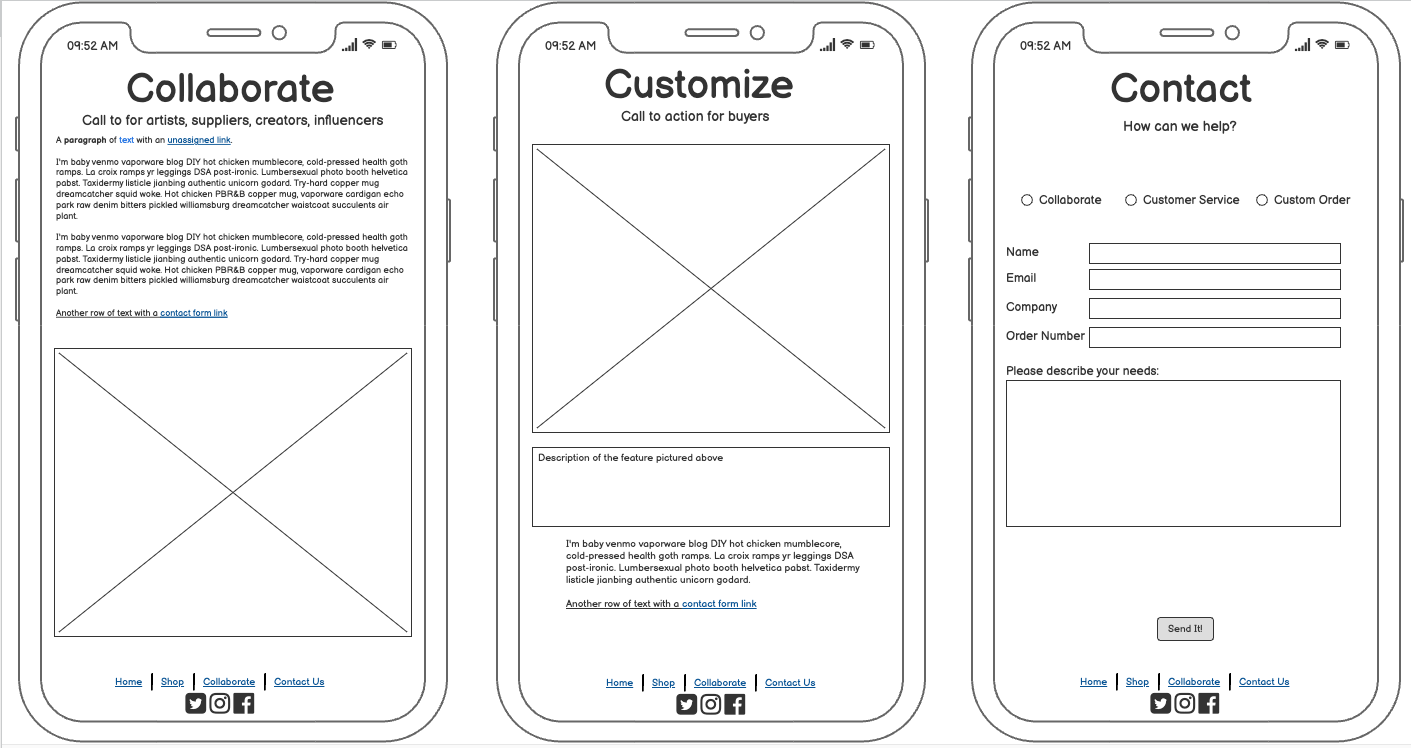 09:52 AM
Collaborate
Call to for artists, suppliers, creators, influencers
A paragraph of text with an unassigned link.
I'm baby venmo vaporware blog DIY hot chicken mumblecore, cold-pressed health goth
ramps. La croix ramps yr leggings DSA post-ironic. Lumbersexual photo booth helvetica
pabst. Taxidermy listicle jianbing authentic unicorn godard. Try-hard copper mug
dreamcatcher squid woke. Hot chicken PBR&B copper mug, vaporware cardigan echo
park raw denim bitters pickled williamsburg dreamcatcher waistcoat succulents air
plant.
I'm baby venmo vaporware blog DIY hot chicken mumblecore, cold-pressed health goth
ramps. La croix ramps yr leggings DSA post-ironic. Lumbersexual photo booth helvetica
pabst. Taxidermy listicle jianbing authentic unicorn godard. Try-hard copper mug
dreamcatcher squid woke. Hot chicken PBR&B copper mug, vaporware cardigan echo
park raw denim bitters pickled williamsburg dreamcatcher waistcoat succulents air
plant.
Another row of text with a contact form link
Home Shop Collaborate Contact Us
09:52 AM
Customize
Call to action for buyers
Description of the feature pictured above
I'm baby venmo vaporware blog DIY hot chicken mumblecore,
cold-pressed health goth ramps. La croix ramps yr leggings DSA
post-ironic. Lumbersexual photo booth helvetica pabst. Taxidermy
listicle jianbing authentic unicorn godard.
Another row of text with a contact form link
Home Shop Collaborate Contact Us
09:52 AM
Contact
How can we help?
Collaborate Customer Service Custom Order
Name
Email
Company
Order Number
Please describe your needs:
Send It!
Home Shop Collaborate Contact Us